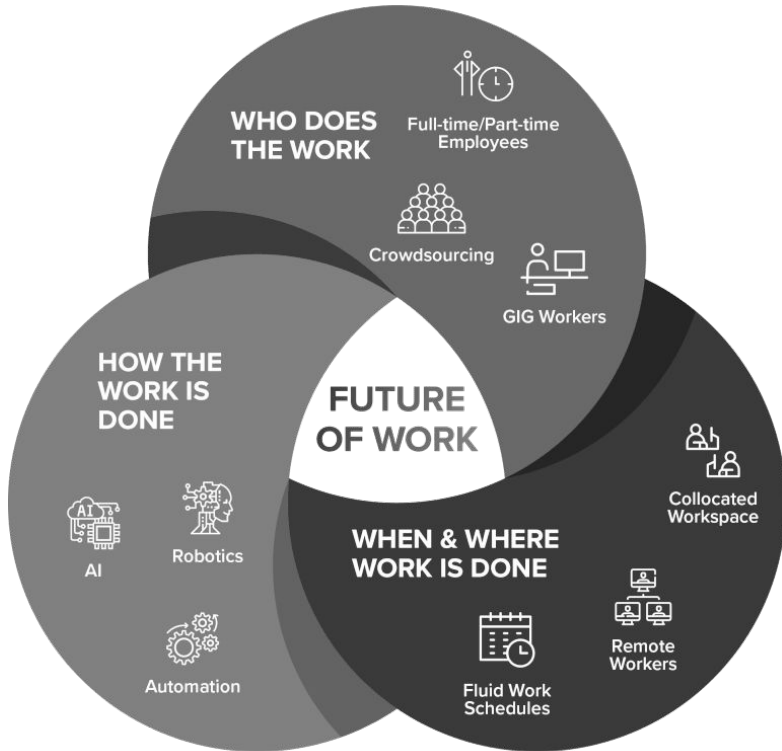 WHO DOES
THE WORK
Full-time/Part-time
Employees
Crowdsourcing
GIG Workers
HOW THE
WORK IS
DONE
AI
AI
Robotics
Automation
FUTURE
OF WORK
WHEN & WHERE
WORK IS DONE
Collocated
Workspace
Remote
Workers
Fluid Work
Schedules